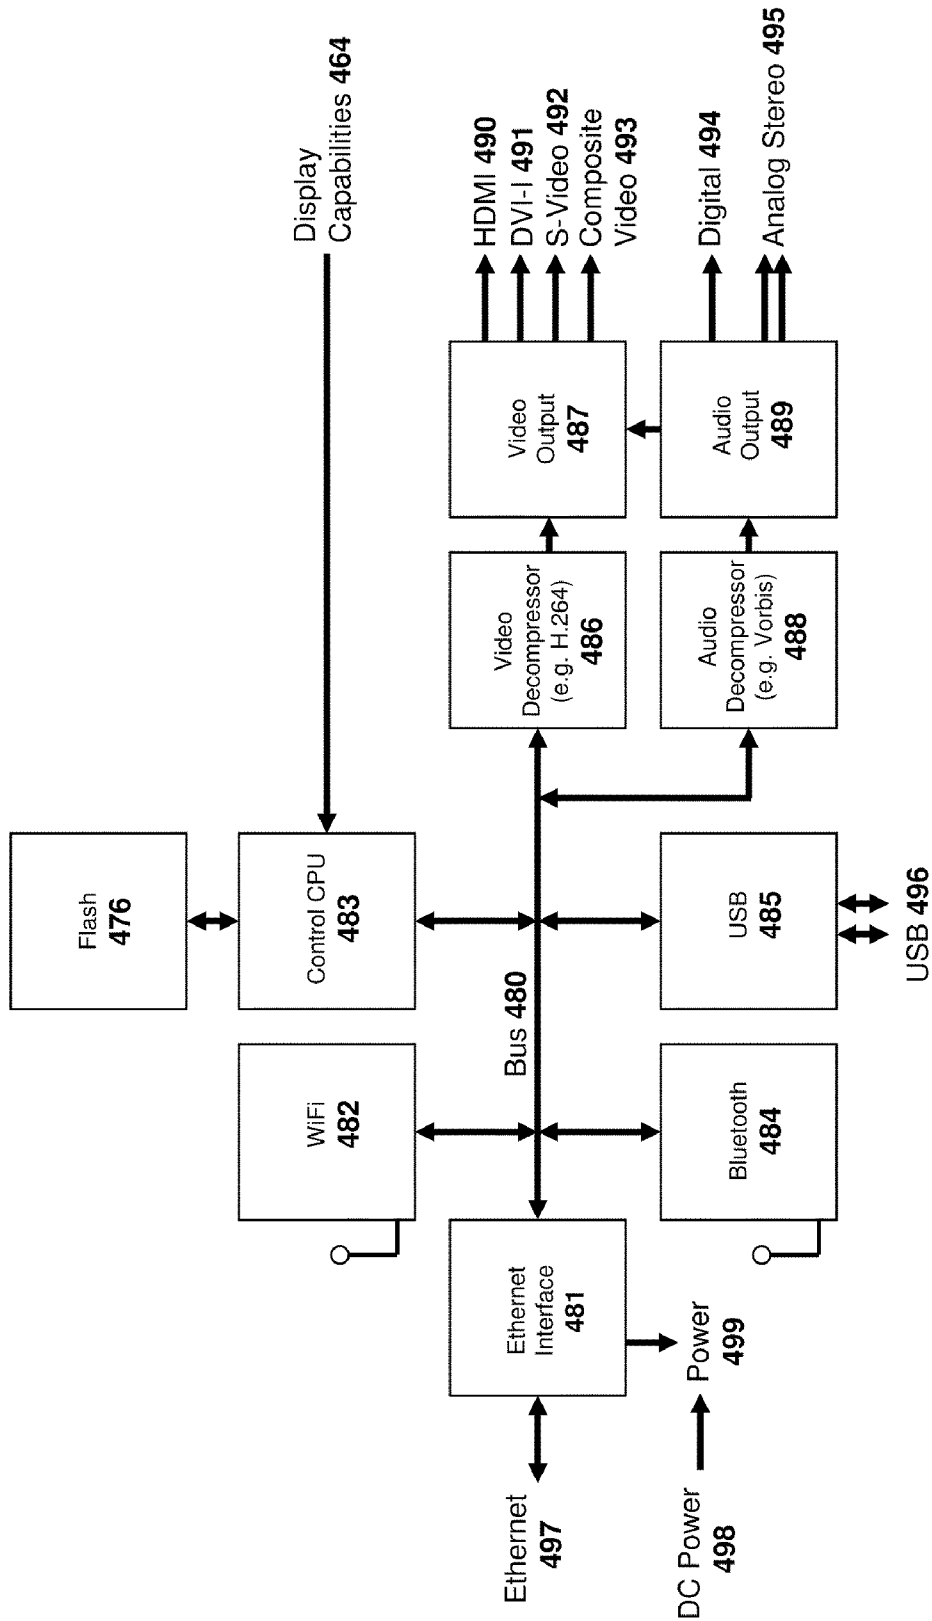 Flash
476
Display
Capabilities 464
WiFi
482
Control CPU
483
Ethernet
497
Ethernet
Interface
481
Bus 480
Video
Decompressor
(e.g. H.264)
486
Video
Output
487
HDMI 490
DVI-I 491
S-Video 492
Composite
Video 493
DC Power
498
Power
499
Bluetooth
484
USB
485
Audio
Decompressor
(e.g. Vorbis)
488
Audio
Output
489
Digital 494
Analog Stereo 495
USB 496